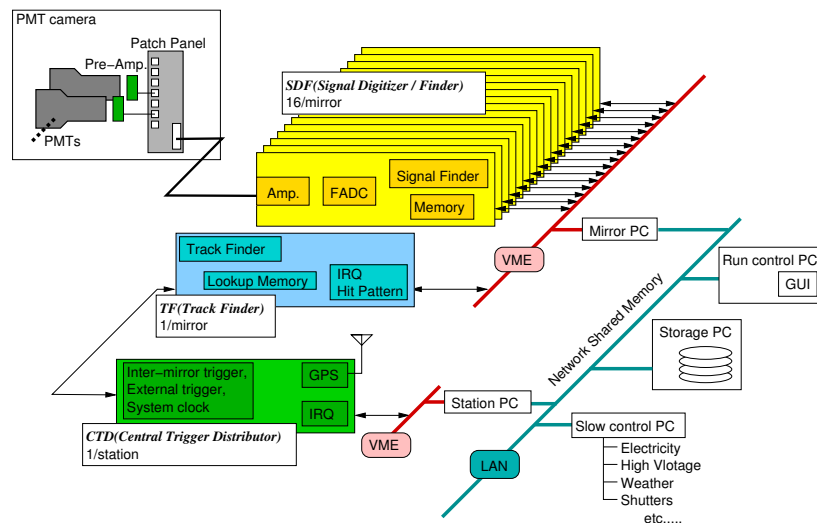 PMT camera
Patch Panel
Pre-Amp.
PMTs
SDF(Signal Digitizer / Finder)
16/mirror
Signal Finder
Amp.
FADC
Memory
Track Finder
Lookup Memory
IRQ
Hit Pattern
TF(Track Finder)
1/mirror
VME
Mirror PC
Run control PC
GUI
Network Shared Memory
Storage PC
Inter-mirror trigger,
External trigger,
System clock
GPS
IRQ
CTD(Central Trigger Distributor)
1/station
VME
Station PC
Slow control PC
LAN
Electricity
High Vlotage
Weather
Shutters
etc.....